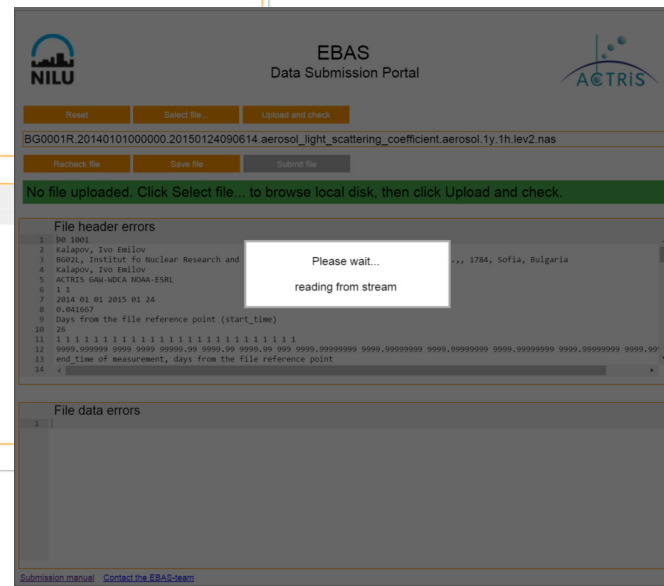 NILU
EBAS
Data Submission Portal
ACTRIS
Reset
Select file...
Upload and check
BG0001R.20140101000000.20150124090614.aerosol_light_scattering_coefficient.aerosol.1y.1h.lev2.nas
Recheck file
Save file
Submit file
No file uploaded. Click Select file... to browse local disk, then click Upload and check.
File header errors
1 90 1001
2 Kalapov, Ivo Emilov
3 BG02L, Institut fo Nuclear Research and .,, 1784, Sofia, Bulgaria
4 Kalapov, Ivo Emilov
5 ACTRIS GAW-WDCA NOAA-ESRL
6 1 1
7 2014 01 01 2015 01 24
8 0.041667
9 Days from the file reference point (start_time)
10 26
11 1 1 1 1 1 1 1 1 1 1 1 1 1 1 1 1 1 1 1 1 1 1 1 1 1 1
12 9999.999999 9999 9999 99999.99 9999.99 9999.99 999 9999.99999999 9999.99999999 9999.99999999 9999.99999999 9999.99999999 9999.99
13 end_time of measurement, days from the file reference point
14
Please wait...
reading from stream
File data errors
1
Submission manual Contact the EBAS-team